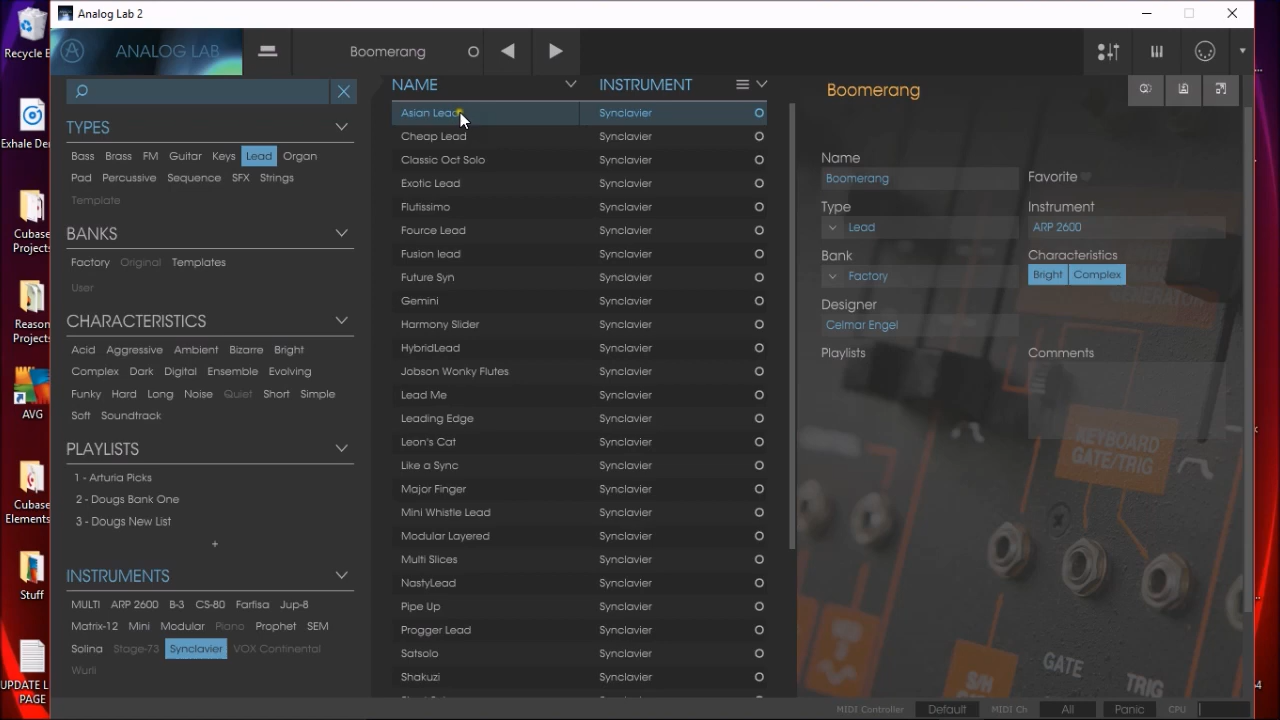 Analog Lab 2
ANALOG LAB
Boomerang
TYPES
Bass Brass FM Guitar Keys Lead Organ
Pad Percussive Sequence SFX Strings
Template
BANKS
Factory Original Templates
User
CHARACTERISTICS
Acid Aggressive Ambient Bizarre Bright
Complex Dark Digital Ensemble Evolving
Funky Hard Long Noise Quiet Short Simple
Soft Soundtrack
PLAYLISTS
1 - Arturia Picks
2 - Dougs Bank One
3 - Dougs New List
+
INSTRUMENTS
MULTI ARP 2600 B-3 CS-80 Farfisa Jup-8
Matrix-12 Mini Modular Piano Prophet SEM
Solina Stage-73 Synclavier VOX Continental
Wurli
NAME INSTRUMENT
Asian Lead Synclavier
Cheap Lead Synclavier
Classic Oct Solo Synclavier
Exotic Lead Synclavier
Flutissimo Synclavier
Fource Lead Synclavier
Fusion lead Synclavier
Future Syn Synclavier
Gemini Synclavier
Harmony Slider Synclavier
HybridLead Synclavier
Jobson Wonky Flutes Synclavier
Lead Me Synclavier
Leading Edge Synclavier
Leon's Cat Synclavier
Like a Sync Synclavier
Major Finger Synclavier
Mini Whistle Lead Synclavier
Modular Layered Synclavier
Multi Slices Synclavier
NastyLead Synclavier
Pipe Up Synclavier
Progger Lead Synclavier
Satsolo Synclavier
Shakuzi Synclavier
Boomerang
Name
Boomerang
Favorite
Type
Lead
Instrument
ARP 2600
Bank
Factory
Characteristics
Bright Complex
Designer
Celmar Engel
Playlists
Comments
GENERATOR
KEYBOARD
GATE/TRIG
GATE
TRIG
S/H
MIDI Controller Default MIDI Ch All Panic CPU
Recycle
Exhale De
Cubase
Projects
Reason
Projects
AVG
Cubase
Elements
Stuff
UPDATE L
PAGE